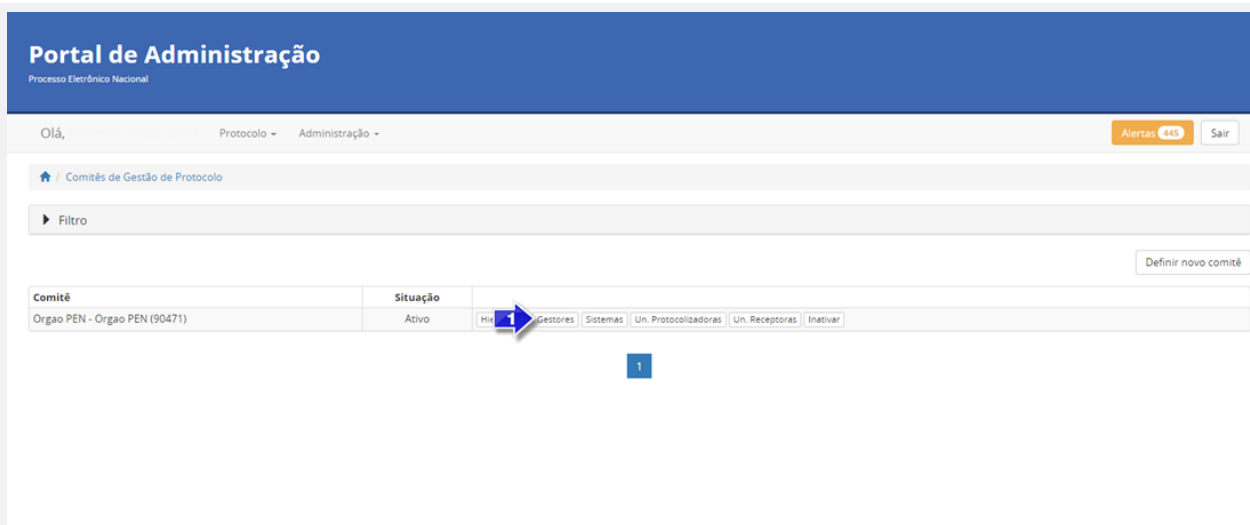 Portal de Administração
Processo Eletrônico Nacional
Olá, Protocolo Administração Alertas 445 Sair
/ Comitês de Gestão de Protocolo
Filtro
Definir novo comitê
Comitê Situação
Orgao PEN - Orgao PEN (90471) Ativo 1 Gestores Sistemas Un. Protocolizadoras Un. Receptoras Inativar
1